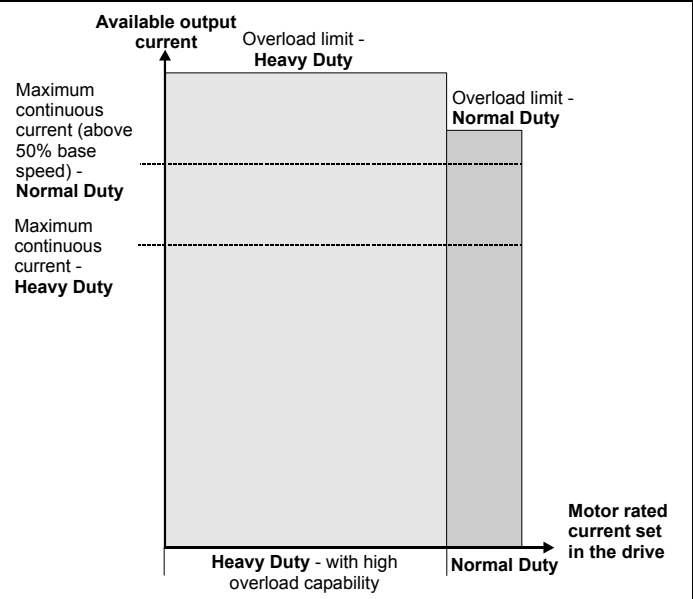 Available output
current
Overload limit -
Heavy Duty
Maximum
continuous
current (above
50% base
speed) -
Normal Duty
Overload limit -
Normal Duty
Maximum
continuous
current -
Heavy Duty
Motor rated
current set
in the drive
Heavy Duty - with high
overload capability
Normal Duty